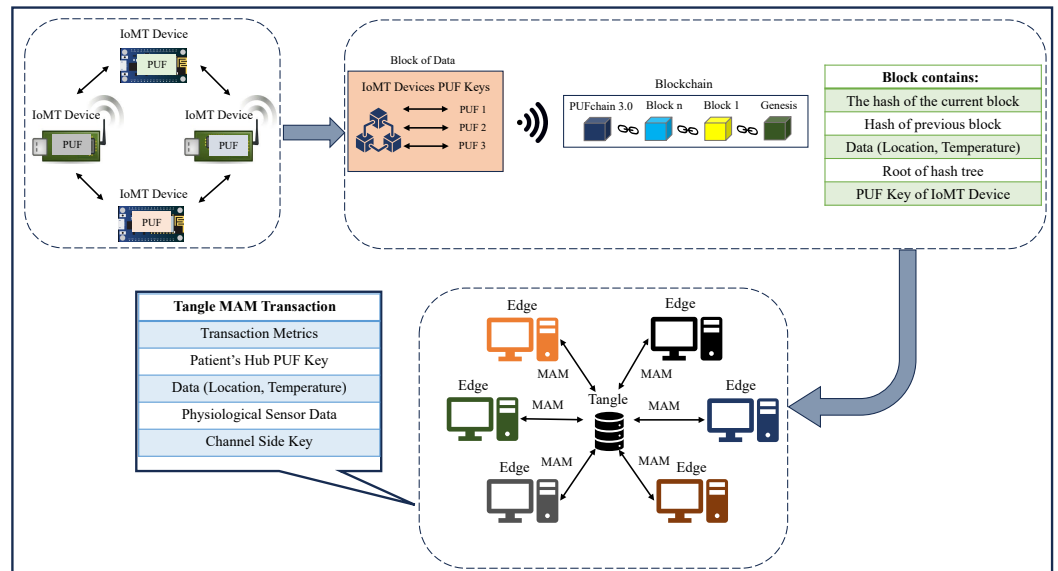 IoMT Device
PUF
IoMT Device
PUF
IoMT Device
PUF
IoMT Device
PUF
Block of Data
IoMT Devices PUF Keys
PUF 1
PUF 2
PUF 3
Blockchain
PUFchain 3.0
Block n
Block 1
Genesis
Block contains:
The hash of the current block
Hash of previous block
Data (Location, Temperature)
Root of hash tree
PUF Key of IoMT Device
Tangle MAM Transaction
Transaction Metrics
Patient's Hub PUF Key
Data (Location, Temperature)
Physiological Sensor Data
Channel Side Key
Edge
Edge
MAM
MAM
Edge
Tangle
Edge
MAM
MAM
Edge
MAM
MAM
Edge